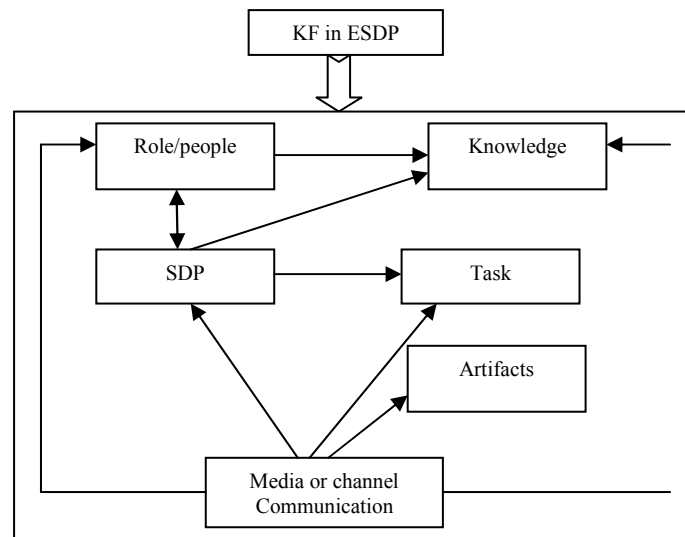 KF in ESDP
Role/people
Knowledge
SDP
Task
Artifacts
Media or channel
Communication